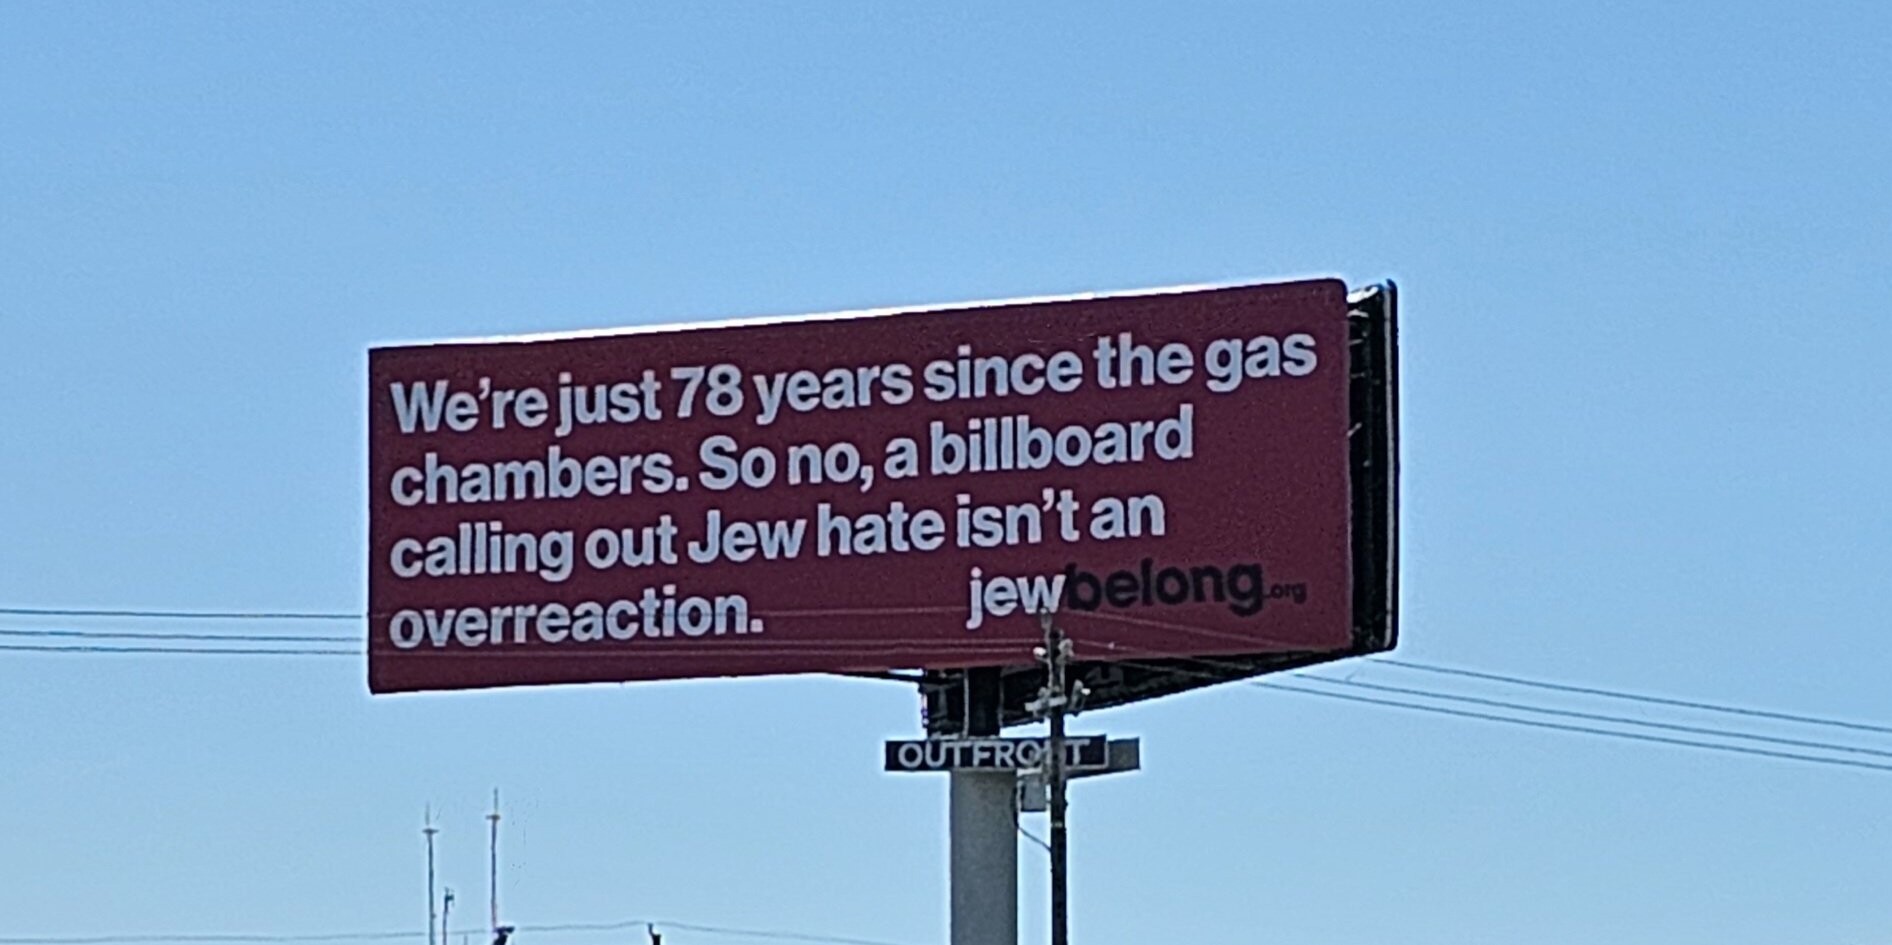 We're just 78 years since the gas
chambers. So no, a billboard
calling out Jew hate isn't an
overreaction.
jewbelong.org
OUTFRONT